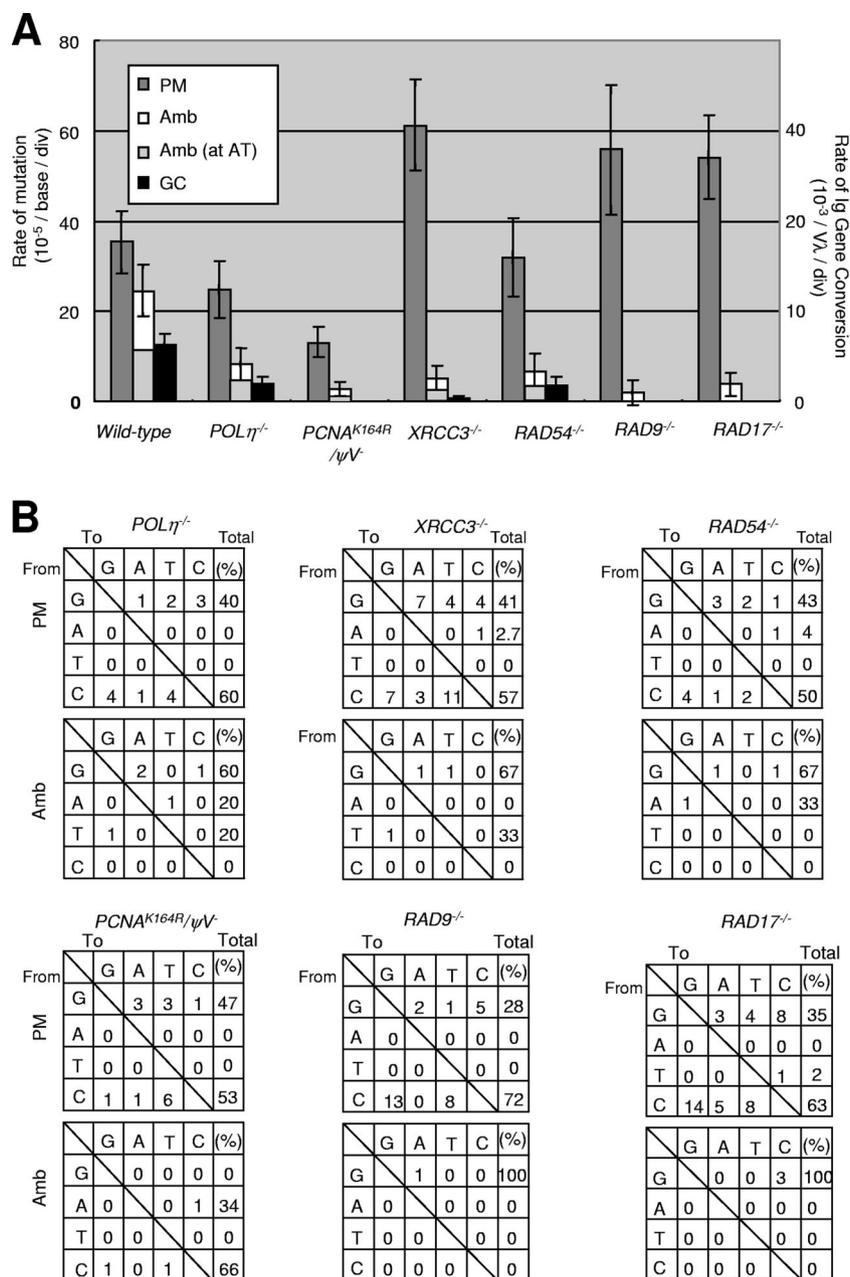 A
80
60
40
20
0
Rate of mutation
(10⁻⁵ / base / div)
PM
Amb
Amb (at AT)
GC
40
20
10
0
Rate of Ig Gene Conversion
(10⁻³ / Vλ / div)
Wild-type POLη⁻/⁻ PCNAᴷ¹⁶⁴ᴿ XRCC3⁻/⁻ RAD54⁻/⁻ RAD9⁻/⁻ RAD17⁻/⁻
/ψV⁻
B
POLη⁻/⁻
To Total
From G A T C (%)
PM
G 1 2 3 40
A 0 0 0 0
T 0 0 0 0
C 4 1 4 60
Amb
G A T C (%)
G 2 0 1 60
A 0 1 0 20
T 1 0 0 20
C 0 0 0 0
XRCC3⁻/⁻
To Total
From G A T C (%)
G 7 4 4 41
A 0 0 1 2.7
T 0 0 0 0
C 7 3 11 57
From G A T C (%)
G 1 1 0 67
A 0 0 0 0
T 1 0 0 33
C 0 0 0 0
RAD54⁻/⁻
To Total
From G A T C (%)
G 3 2 1 43
A 0 0 1 4
T 0 0 0 0
C 4 1 2 50
G A T C (%)
G 1 0 1 67
A 1 0 0 33
T 0 0 0 0
C 0 0 0 0
PCNAᴷ¹⁶⁴ᴿ/ψV⁻
To Total
From G A T C (%)
PM
G 3 3 1 47
A 0 0 0 0
T 0 0 0 0
C 1 1 6 53
Amb
G A T C (%)
G 0 0 0 0
A 0 0 1 34
T 0 0 0 0
C 1 0 1 66
RAD9⁻/⁻
To Total
From G A T C (%)
G 2 1 5 28
A 0 0 0 0
T 0 0 0 0
C 13 0 8 72
G A T C (%)
G 1 0 0 100
A 0 0 0 0
T 0 0 0 0
C 0 0 0 0
RAD17⁻/⁻
To Total
From G A T C (%)
G 3 4 8 35
A 0 0 0 0
T 0 0 1 2
C 14 5 8 63
G A T C (%)
G 0 0 3 100
A 0 0 0 0
T 0 0 0 0
C 0 0 0 0